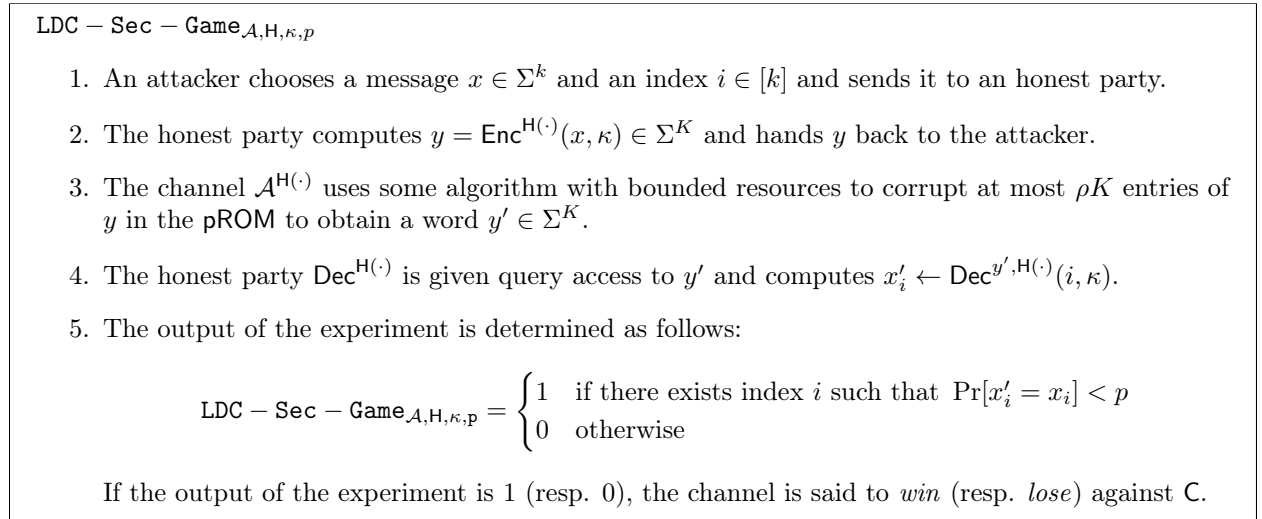 LDC − Sec − Game_{𝒜,H,κ,p}
1. An attacker chooses a message x ∈ Σ^k and an index i ∈ [k] and sends it to an honest party.
2. The honest party computes y = Enc^{H(·)}(x, κ) ∈ Σ^K and hands y back to the attacker.
3. The channel 𝒜^{H(·)} uses some algorithm with bounded resources to corrupt at most ρK entries of
y in the pROM to obtain a word y′ ∈ Σ^K.
4. The honest party Dec^{H(·)} is given query access to y′ and computes x′_i ← Dec^{y′,H(·)}(i, κ).
5. The output of the experiment is determined as follows:
LDC − Sec − Game_{𝒜,H,κ,p} = { 1 if there exists index i such that Pr[x′_i = x_i] < p
0 otherwise
If the output of the experiment is 1 (resp. 0), the channel is said to win (resp. lose) against C.